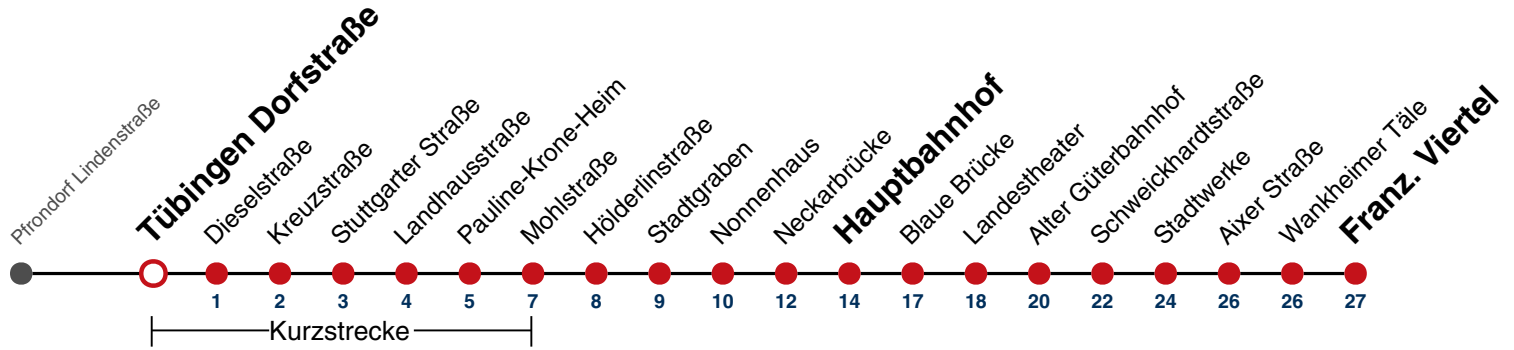 Pfrondorf Lindenstraße
Tübingen Dorfstraße
Dieselstraße
Kreuzstraße
Stuttgarter Straße
Landhausstraße
Pauline-Krone-Heim
Mohlstraße
Hölderlinstraße
Stadtgraben
Nonnenhaus
Neckarbrücke
Hauptbahnhof
Blaue Brücke
Landestheater
Alter Güterbahnhof
Schweickhardtstraße
Stadtwerke
Aixer Straße
Wankheimer Täle
Franz. Viertel
1 2 3 4 5 7 8 9 10 12 14 17 18 20 22 24 26 26 27
Kurzstrecke